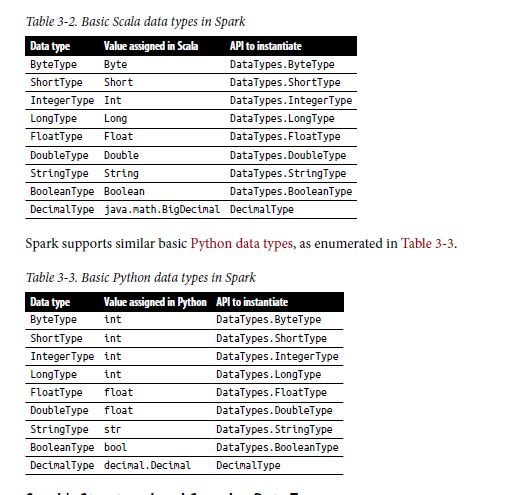 Table 3-2. Basic Scala data types in Spark
Data type Value assigned in Scala API to instantiate
ByteType Byte DataTypes.ByteType
ShortType Short DataTypes.ShortType
IntegerType Int DataTypes.IntegerType
LongType Long DataTypes.LongType
FloatType Float DataTypes.FloatType
DoubleType Double DataTypes.DoubleType
StringType String DataTypes.StringType
BooleanType Boolean DataTypes.BooleanType
DecimalType java.math.BigDecimal DecimalType
Spark supports similar basic Python data types, as enumerated in Table 3-3.
Table 3-3. Basic Python data types in Spark
Data type Value assigned in Python API to instantiate
ByteType int DataTypes.ByteType
ShortType int DataTypes.ShortType
IntegerType int DataTypes.IntegerType
LongType int DataTypes.LongType
FloatType float DataTypes.FloatType
DoubleType float DataTypes.DoubleType
StringType str DataTypes.StringType
BooleanType bool DataTypes.BooleanType
DecimalType decimal.Decimal DecimalType